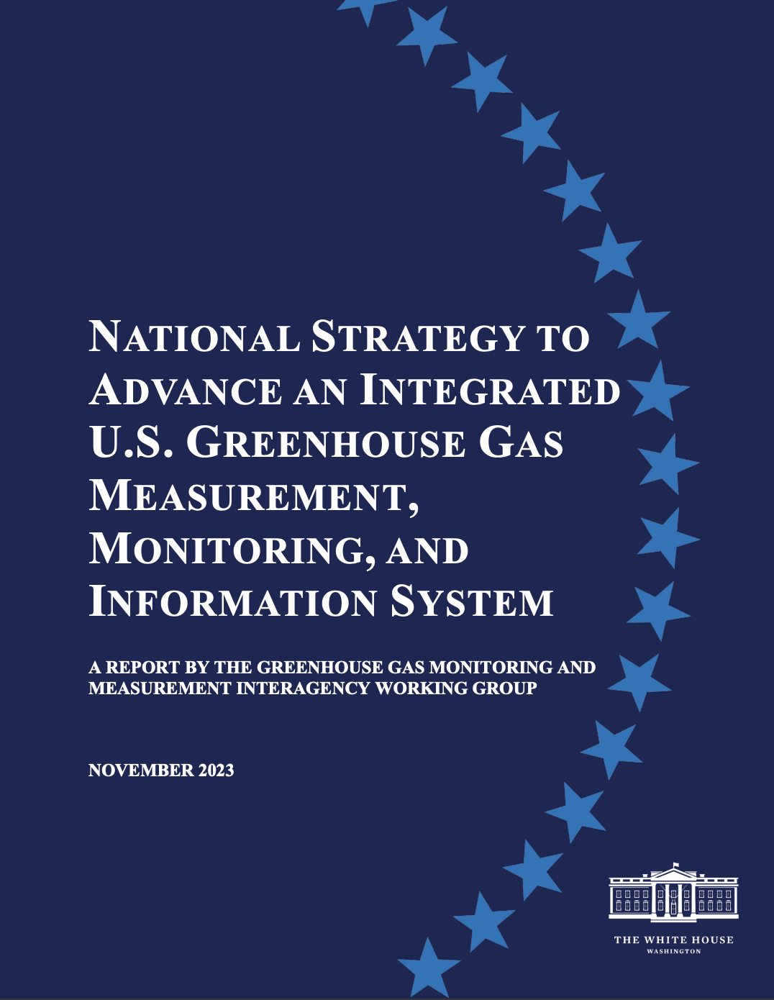 NATIONAL STRATEGY TO
ADVANCE AN INTEGRATED
U.S. GREENHOUSE GAS
MEASUREMENT,
MONITORING, AND
INFORMATION SYSTEM
A REPORT BY THE GREENHOUSE GAS MONITORING AND
MEASUREMENT INTERAGENCY WORKING GROUP
NOVEMBER 2023
THE WHITE HOUSE
WASHINGTON